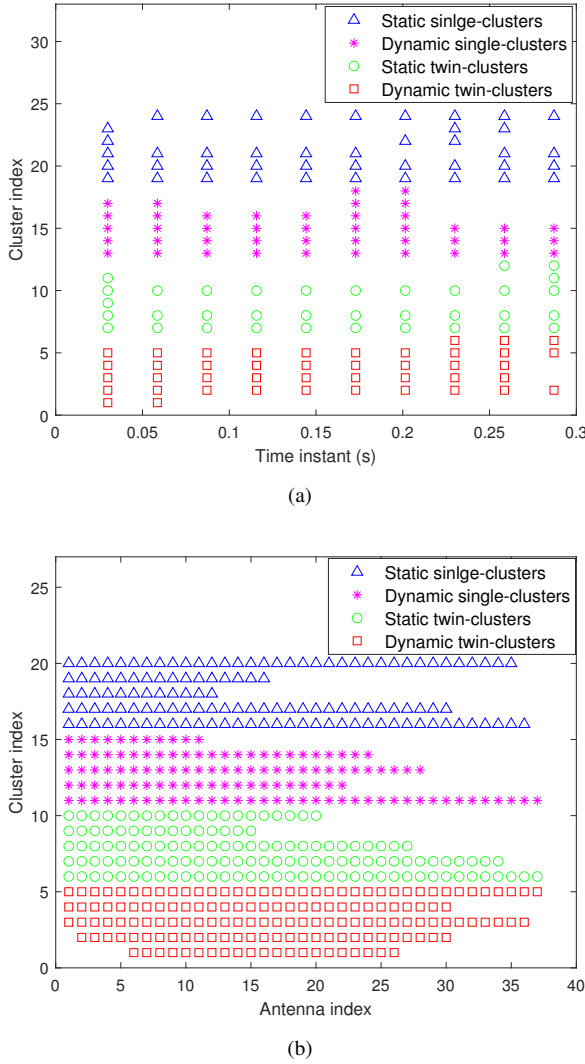 30
25
20
15
10
5
0
Cluster index
Static sinlge-clusters
Dynamic single-clusters
Static twin-clusters
Dynamic twin-clusters
0 0.05 0.1 0.15 0.2 0.25 0.3
Time instant (s)
(a)
25
20
15
10
5
0
Cluster index
Static sinlge-clusters
Dynamic single-clusters
Static twin-clusters
Dynamic twin-clusters
0 5 10 15 20 25 30 35 40
Antenna index
(b)